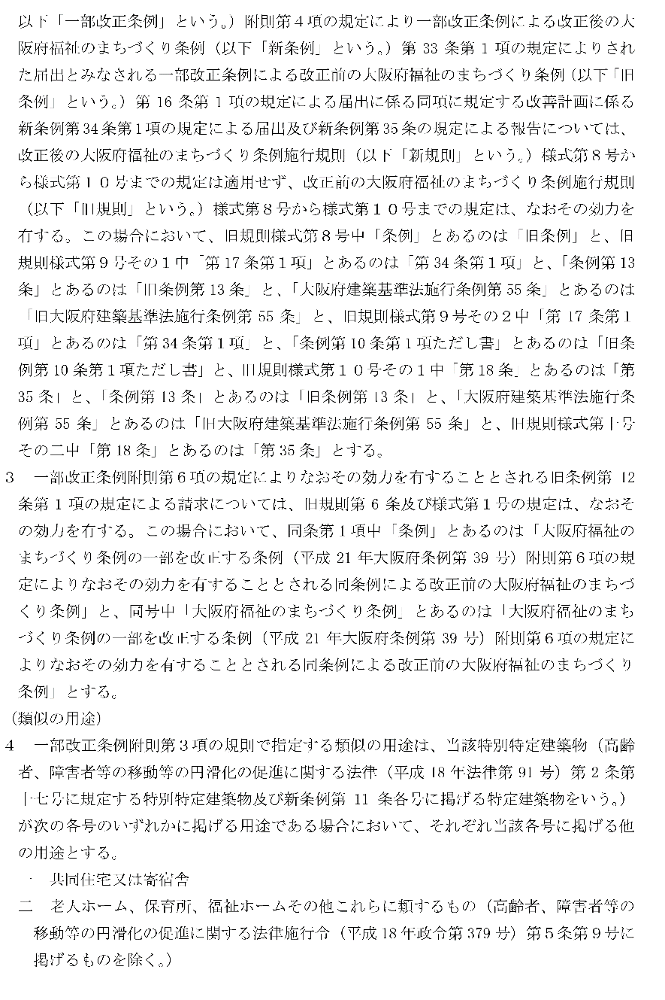 以下「一部改正条例」という。）附則第４項の規定により一部改正条例による改正後の大
阪府福祉のまちづくり条例（以下「新条例」という。）第 33 条第 1 項の規定によりされ
た届出とみなされる一部改正条例による改正前の大阪府福祉のまちづくり条例（以下「旧
条例」という。）第 16 条第 1 項の規定による届出に係る同項に規定する改善計画に係る
新条例第34条第1項の規定による届出及び新条例第35条の規定による報告については、
改正後の大阪府福祉のまちづくり条例施行規則（以下「新規則」という。）様式第８号か
ら様式第１０号までの規定は適用せず、改正前の大阪府福祉のまちづくり条例施行規則
（以下「旧規則」という。）様式第８号から様式第１０号までの規定は、なおその効力を
有する。この場合において、旧規則様式第８号中「条例」とあるのは「旧条例」と、旧
規則様式第９号その１中「第17条第１項」とあるのは「第34条第１項」と、「条例第13
条」とあるのは「旧条例第13条」と、「大阪府建築基準法施行条例第55条」とあるのは
「旧大阪府建築基準法施行条例第 55 条」と、旧規則様式第９号その２中「第 17 条第１
項」とあるのは「第34条第１項」と、「条例第10条第１項ただし書」とあるのは「旧条
例第10条第１項ただし書」と、旧規則様式第１０号その１中「第18条」とあるのは「第
35条」と、「条例第13条」とあるのは「旧条例第13条」と、「大阪府建築基準法施行条
例第 55 条」とあるのは「旧大阪府建築基準法施行条例第 55 条」と、旧規則様式第十号
その二中「第18条」とあるのは「第35条」とする。
３　一部改正条例附則第６項の規定によりなおその効力を有することとされる旧条例第 12
条第 1 項の規定による請求については、旧規則第 6 条及び様式第１号の規定は、なおそ
の効力を有する。この場合において、同条第１項中「条例」とあるのは「大阪府福祉の
まちづくり条例の一部を改正する条例（平成 21 年大阪府条例第 39 号）附則第６項の規
定によりなおその効力を有することとされる同条例による改正前の大阪府福祉のまちづ
くり条例」と、同号中「大阪府福祉のまちづくり条例」とあるのは「大阪府福祉のまち
づくり条例の一部を改正する条例（平成 21 年大阪府条例第 39 号）附則第６項の規定に
よりなおその効力を有することとされる同条例による改正前の大阪府福祉のまちづくり
条例」とする。
（類似の用途）
４　一部改正条例附則第３項の規則で指定する類似の用途は、当該特別特定建築物（高齢
者、障害者等の移動等の円滑化の促進に関する法律（平成18年法律第91号）第２条第
十七号に規定する特別特定建築物及び新条例第 11 条各号に掲げる特定建築物をいう。）
が次の各号のいずれかに掲げる用途である場合において、それぞれ当該各号に掲げる他
の用途とする。
一　共同住宅又は寄宿舎
二　老人ホーム、保育所、福祉ホームその他これらに類するもの（高齢者、障害者等の
移動等の円滑化の促進に関する法律施行令（平成18年政令第379号）第５条第９号に
掲げるものを除く。）